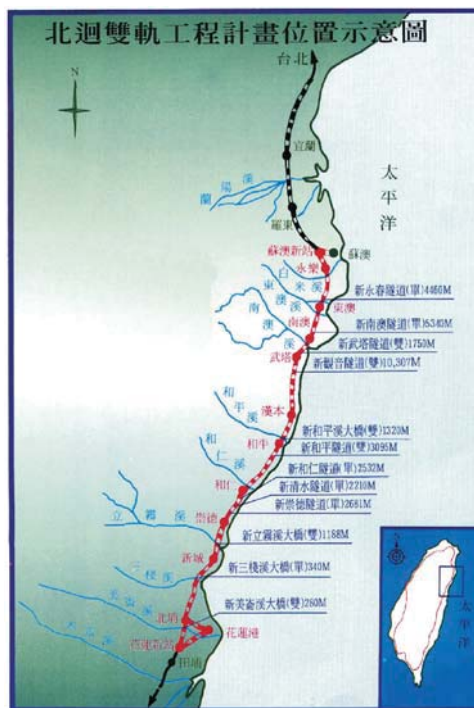 北迴雙軌工程計畫位置示意圖
台北
N
宜蘭
蘭陽溪
太平洋
羅東
蘇澳新站
蘇澳
永樂
白米溪
東澳溪
新永春隧道(單)4460M
東澳
南澳溪
南澳
新南澳隧道(單)5340M
新武塔隧道(雙)1750M
武塔
新觀音隧道(雙)10,307M
漢本
和平溪
新和平溪大橋(雙)1320M
和平
新和平隧道(雙)3095M
和仁溪
新和仁隧道(單)2532M
新清水隧道(單)2210M
和仁
新崇德隧道(單)2681M
立霧溪
崇德
新立霧溪大橋(雙)1188M
新城
三棧溪
新三棧溪大橋(單)340M
美崙溪
新美崙溪大橋(雙)260M
北埔
花蓮港
花蓮新站
田埔
太平洋